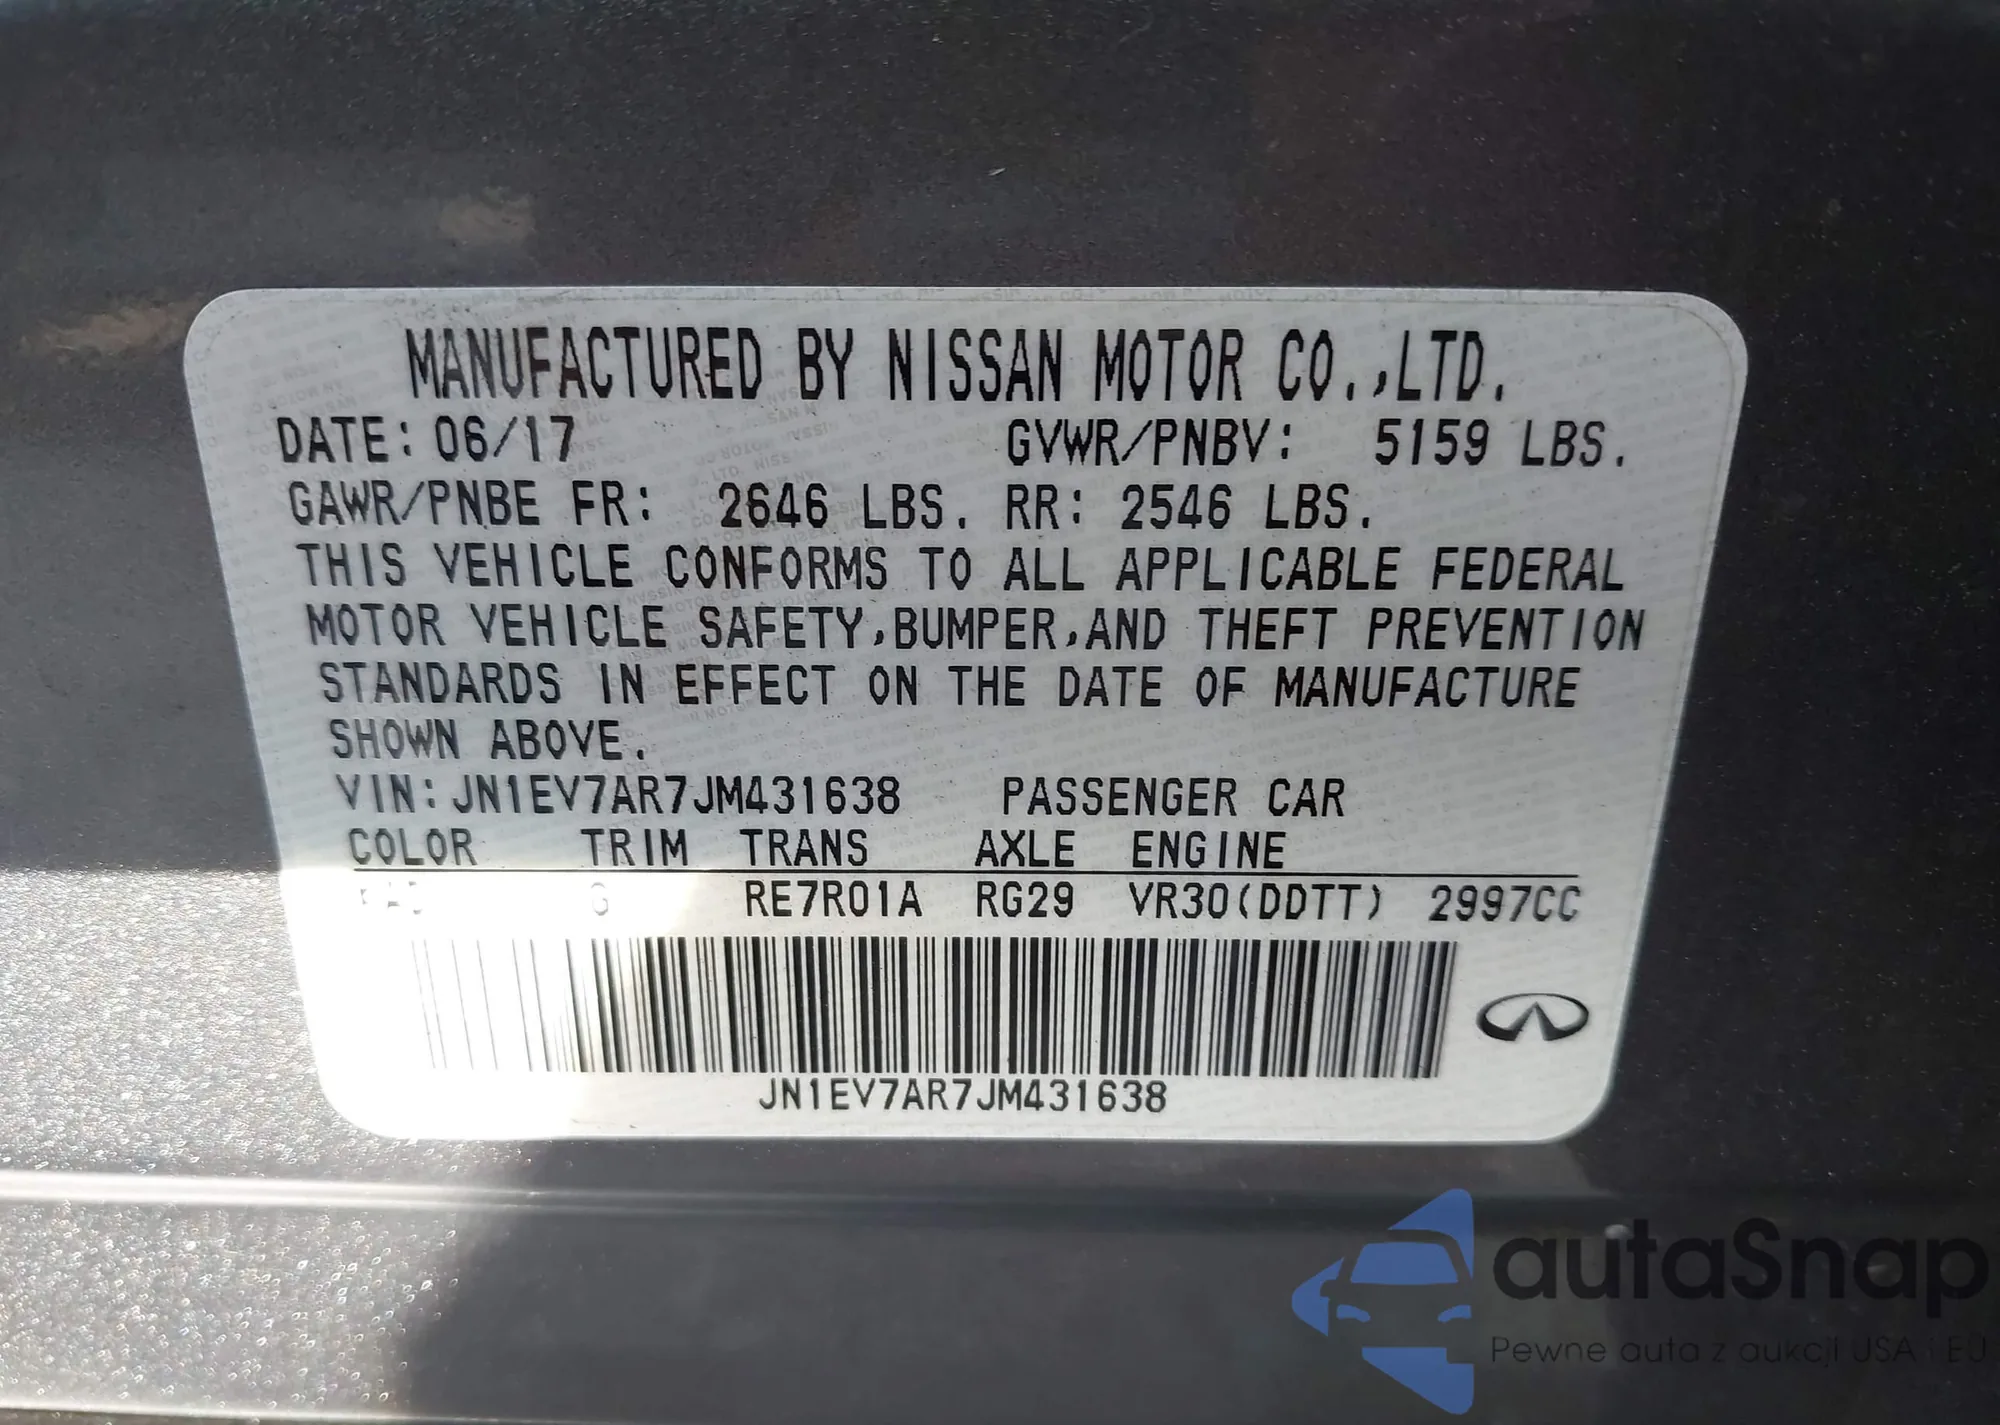 MANUFACTURED BY NISSAN MOTOR CO.,LTD.
DATE: 06/17 GVWR/PNBV: 5159 LBS.
GAWR/PNBE FR: 2646 LBS. RR: 2546 LBS.
THIS VEHICLE CONFORMS TO ALL APPLICABLE FEDERAL
MOTOR VEHICLE SAFETY,BUMPER,AND THEFT PREVENTION
STANDARDS IN EFFECT ON THE DATE OF MANUFACTURE
SHOWN ABOVE.
VIN:JN1EV7AR7JM431638 PASSENGER CAR
COLOR TRIM TRANS AXLE ENGINE
G RE7R01A RG29 VR30(DDTT) 2997CC
JN1EV7AR7JM431638
autaSnap
Pewne auta z aukcji USA i EU